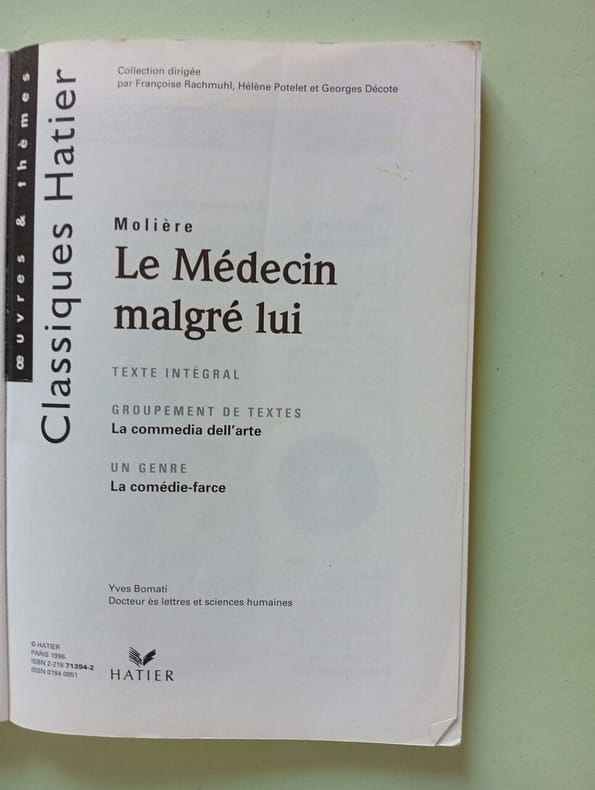 Collection dirigée
par Françoise Rachmuhl, Hélène Potelet et Georges Décote
œuvres & thèmes
Classiques Hatier
Molière
Le Médecin
malgré lui
TEXTE INTÉGRAL
GROUPEMENT DE TEXTES
La commedia dell'arte
UN GENRE
La comédie-farce
Yves Bomati
Docteur ès lettres et sciences humaines
© HATIER
PARIS 1996
ISBN 2-218 71394-2
ISSN 0184 0851
HATIER